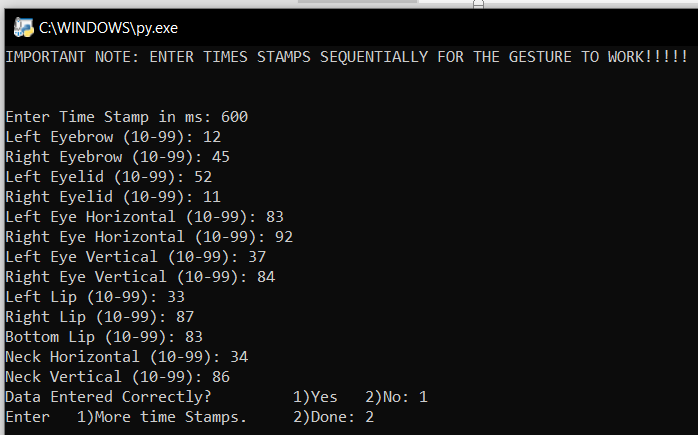 C:\WINDOWS\py.exe
IMPORTANT NOTE: ENTER TIMES STAMPS SEQUENTIALLY FOR THE GESTURE TO WORK!!!!!
Enter Time Stamp in ms: 600
Left Eyebrow (10-99): 12
Right Eyebrow (10-99): 45
Left Eyelid (10-99): 52
Right Eyelid (10-99): 11
Left Eye Horizontal (10-99): 83
Right Eye Horizontal (10-99): 92
Left Eye Vertical (10-99): 37
Right Eye Vertical (10-99): 84
Left Lip (10-99): 33
Right Lip (10-99): 87
Bottom Lip (10-99): 83
Neck Horizontal (10-99): 34
Neck Vertical (10-99): 86
Data Entered Correctly?         1)Yes   2)No: 1
Enter   1)More time Stamps.     2)Done: 2